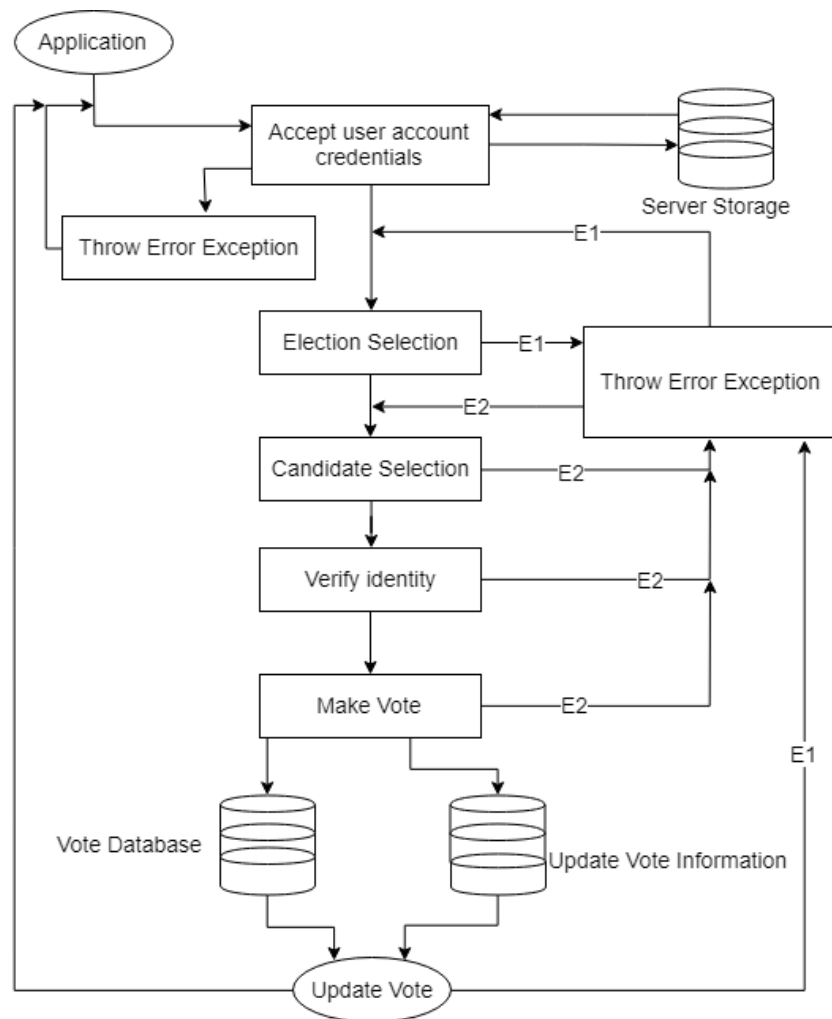 Application
Accept user account
credentials
Server Storage
Throw Error Exception
E1
Election Selection
E1
Throw Error Exception
E2
Candidate Selection
E2
Verify identity
E2
Make Vote
E2
E1
Vote Database
Update Vote Information
Update Vote